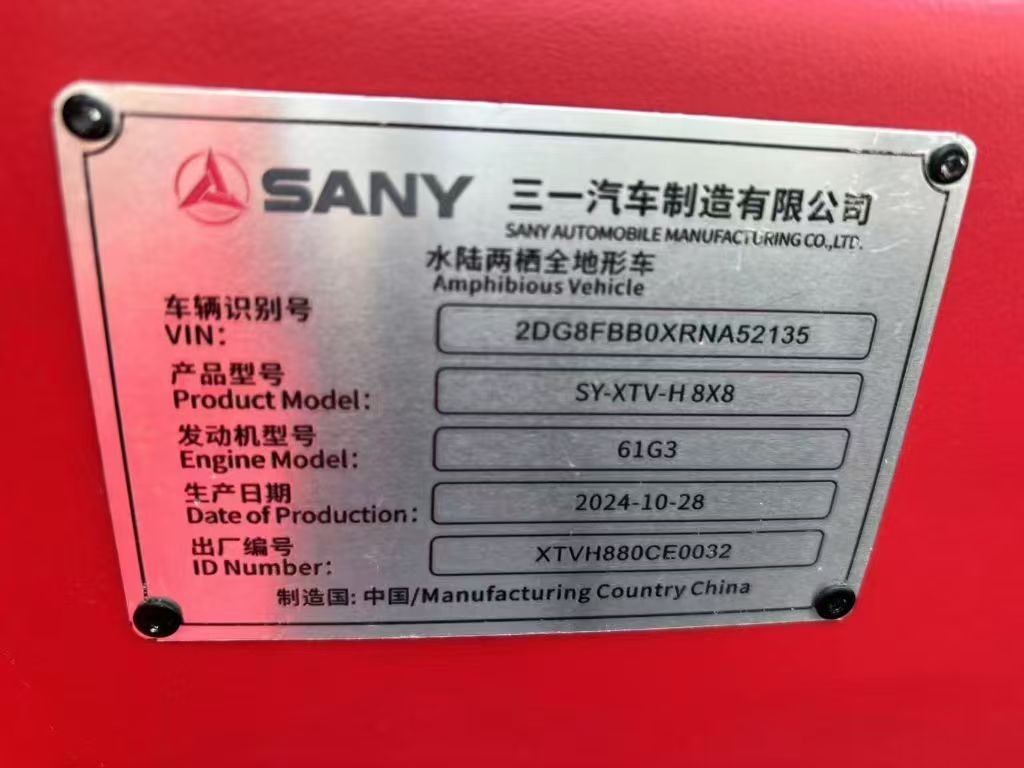 SANY 三一汽车制造有限公司
SANY AUTOMOBILE MANUFACTURING CO.,LTD.
水陆两栖全地形车
Amphibious Vehicle
车辆识别号
VIN: 2DG8FBB0XRNA52135
产品型号
Product Model: SY-XTV-H 8X8
发动机型号
Engine Model: 61G3
生产日期
Date of Production: 2024-10-28
出厂编号
ID Number: XTVH880CE0032
制造国: 中国/Manufacturing Country China